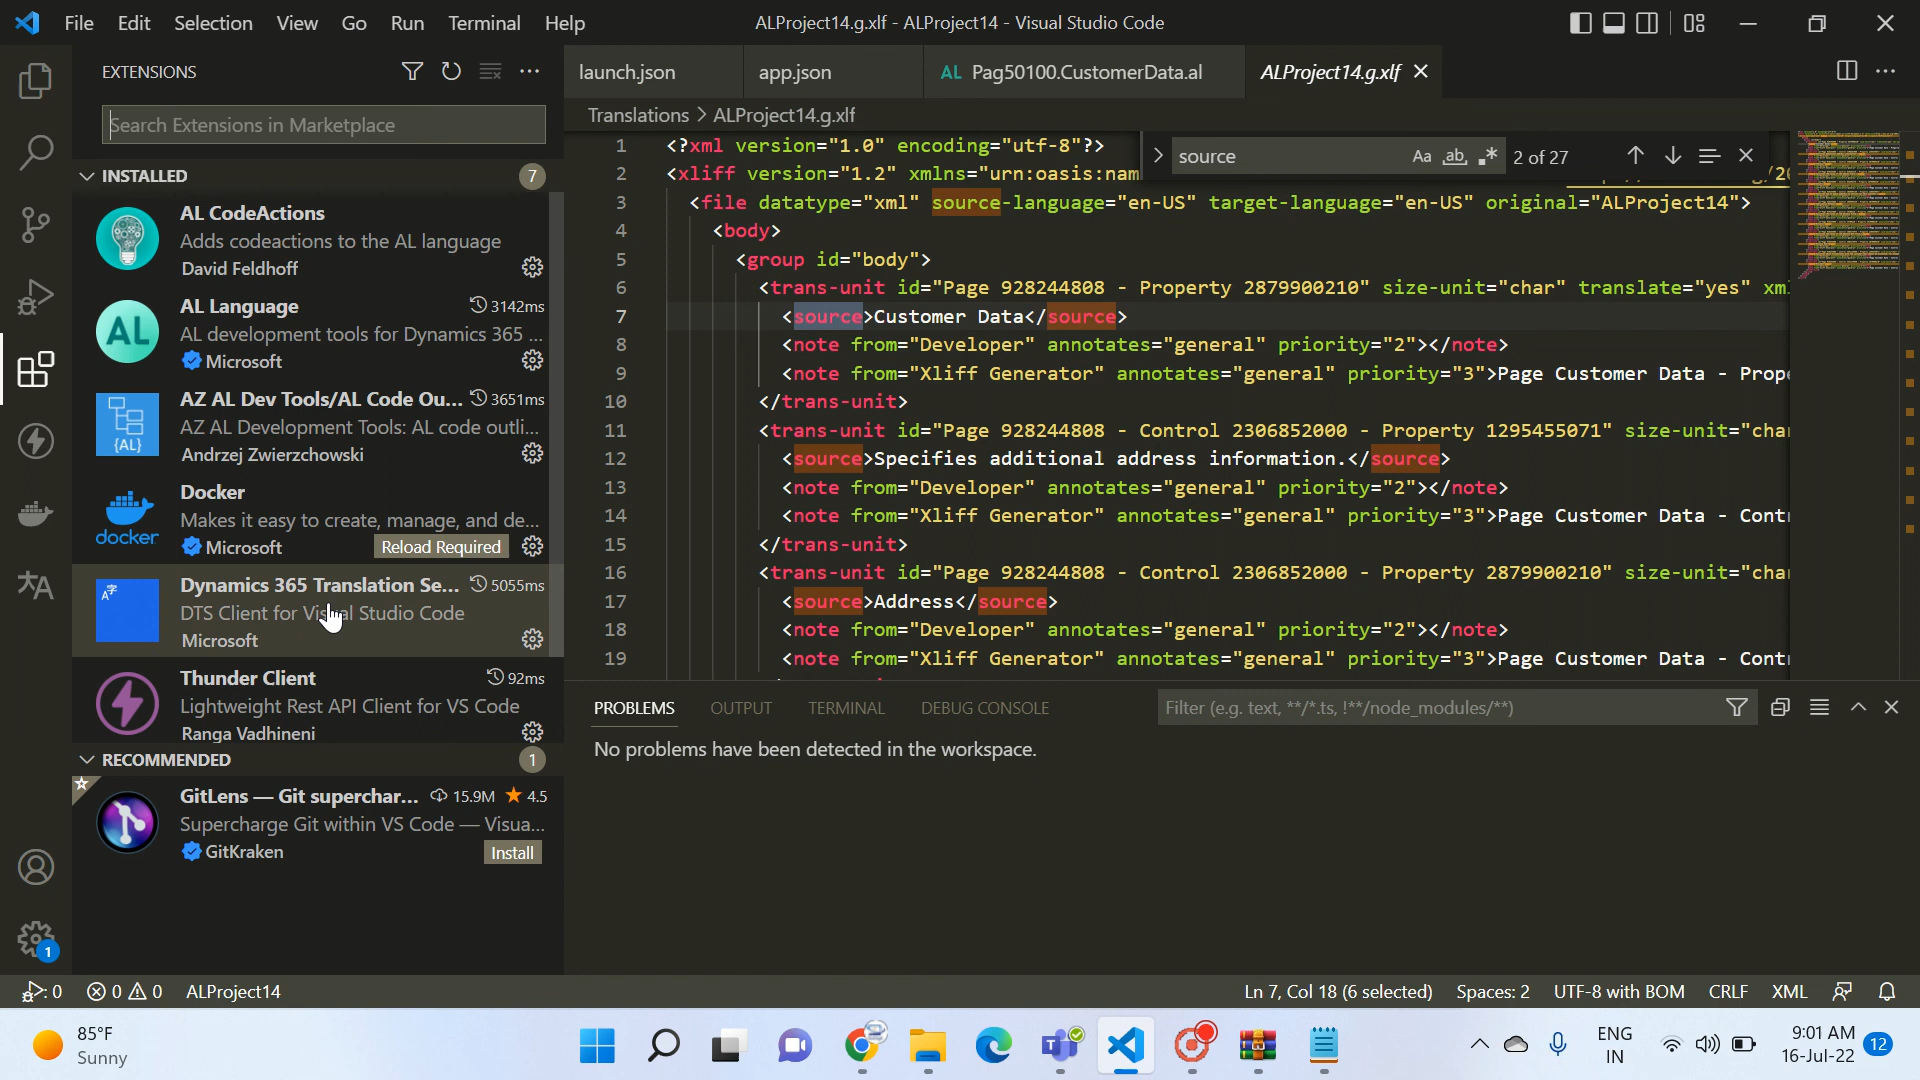 File Edit Selection View Go Run Terminal Help
ALProject14.g.xlf - ALProject14 - Visual Studio Code
EXTENSIONS
Search Extensions in Marketplace
INSTALLED 7
AL CodeActions
Adds codeactions to the AL language
David Feldhoff
AL Language 3142ms
AL development tools for Dynamics 365 ...
Microsoft
AZ AL Dev Tools/AL Code Ou... 3651ms
AZ AL Development Tools: AL code outli...
Andrzej Zwierzchowski
Docker
Makes it easy to create, manage, and de...
Microsoft Reload Required
Dynamics 365 Translation Se... 5055ms
DTS Client for Visual Studio Code
Microsoft
Thunder Client 92ms
Lightweight Rest API Client for VS Code
Ranga Vadhineni
RECOMMENDED 1
GitLens — Git superchar... 15.9M 4.5
Supercharge Git within VS Code — Visua...
GitKraken Install
AL
{AL}
docker
1
launch.json app.json AL Pag50100.CustomerData.al ALProject14.g.xlf
Translations > ALProject14.g.xlf
source Aa ab 2 of 27
1 <?xml version="1.0" encoding="utf-8"?>
2 <xliff version="1.2" xmlns="urn:oasis:nam
3 <file datatype="xml" source-language="en-US" target-language="en-US" original="ALProject14">
4 <body>
5 <group id="body">
6 <trans-unit id="Page 928244808 - Property 2879900210" size-unit="char" translate="yes" xm
7 <source>Customer Data</source>
8 <note from="Developer" annotates="general" priority="2"></note>
9 <note from="Xliff Generator" annotates="general" priority="3">Page Customer Data - Prope
10 </trans-unit>
11 <trans-unit id="Page 928244808 - Control 2306852000 - Property 1295455071" size-unit="cha
12 <source>Specifies additional address information.</source>
13 <note from="Developer" annotates="general" priority="2"></note>
14 <note from="Xliff Generator" annotates="general" priority="3">Page Customer Data - Cont
15 </trans-unit>
16 <trans-unit id="Page 928244808 - Control 2306852000 - Property 2879900210" size-unit="cha
17 <source>Address</source>
18 <note from="Developer" annotates="general" priority="2"></note>
19 <note from="Xliff Generator" annotates="general" priority="3">Page Customer Data - Cont
PROBLEMS OUTPUT TERMINAL DEBUG CONSOLE
Filter (e.g. text, **/*.ts, !**/node_modules/**)
No problems have been detected in the workspace.
0 0 0 ALProject14
Ln 7, Col 18 (6 selected) Spaces: 2 UTF-8 with BOM CRLF XML
85°F
Sunny
ENG
IN
9:01 AM
16-Jul-22
12